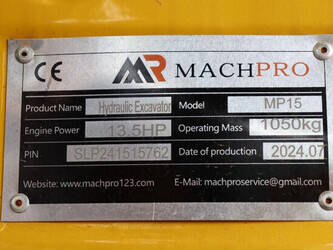 CE MR MACHPRO
Product Name Hydraulic Excavator Model MP15
Engine Power 13.5HP Operating Mass 1050kg
PIN SLP241515762 Date of production 2024.07
Website: www.machpro123.com E-Mail: machproservice@gmail.com